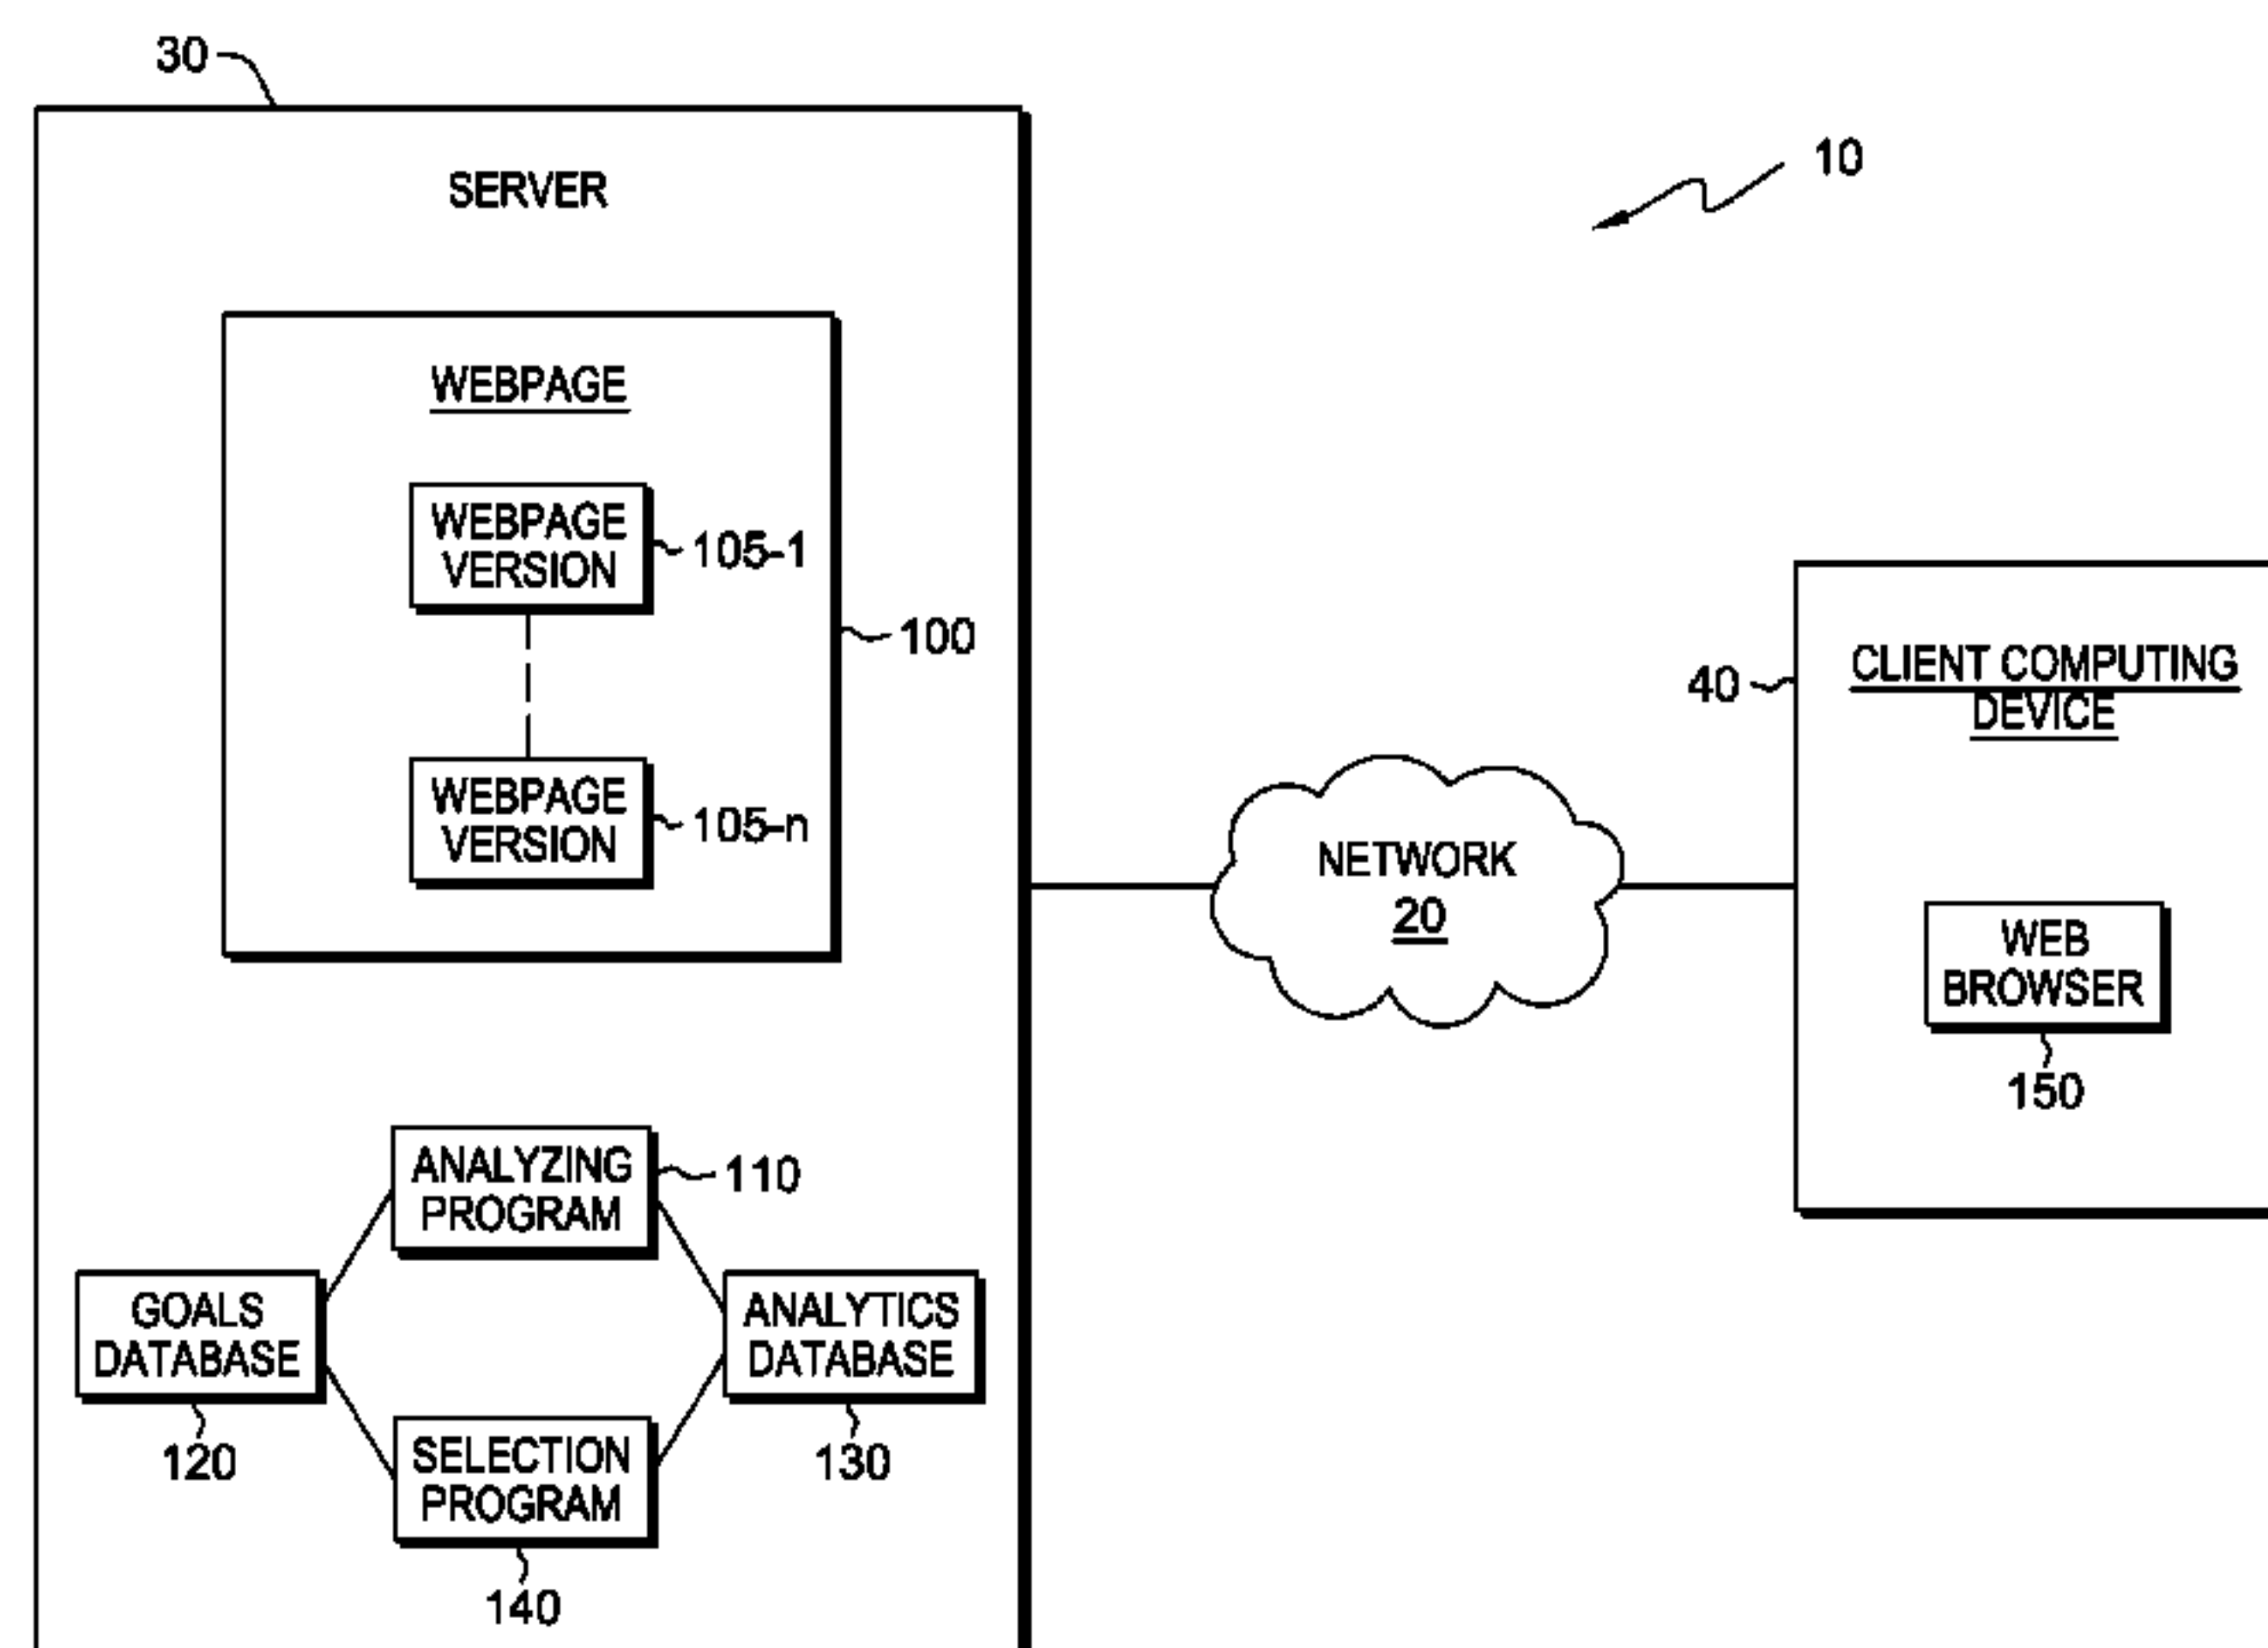 30
10
SERVER
WEBPAGE
WEBPAGE
VERSION
105-1
100
WEBPAGE
VERSION
105-n
40
CLIENT COMPUTING
DEVICE
NETWORK
20
WEB
BROWSER
150
ANALYZING
PROGRAM
110
GOALS
DATABASE
120
ANALYTICS
DATABASE
130
SELECTION
PROGRAM
140